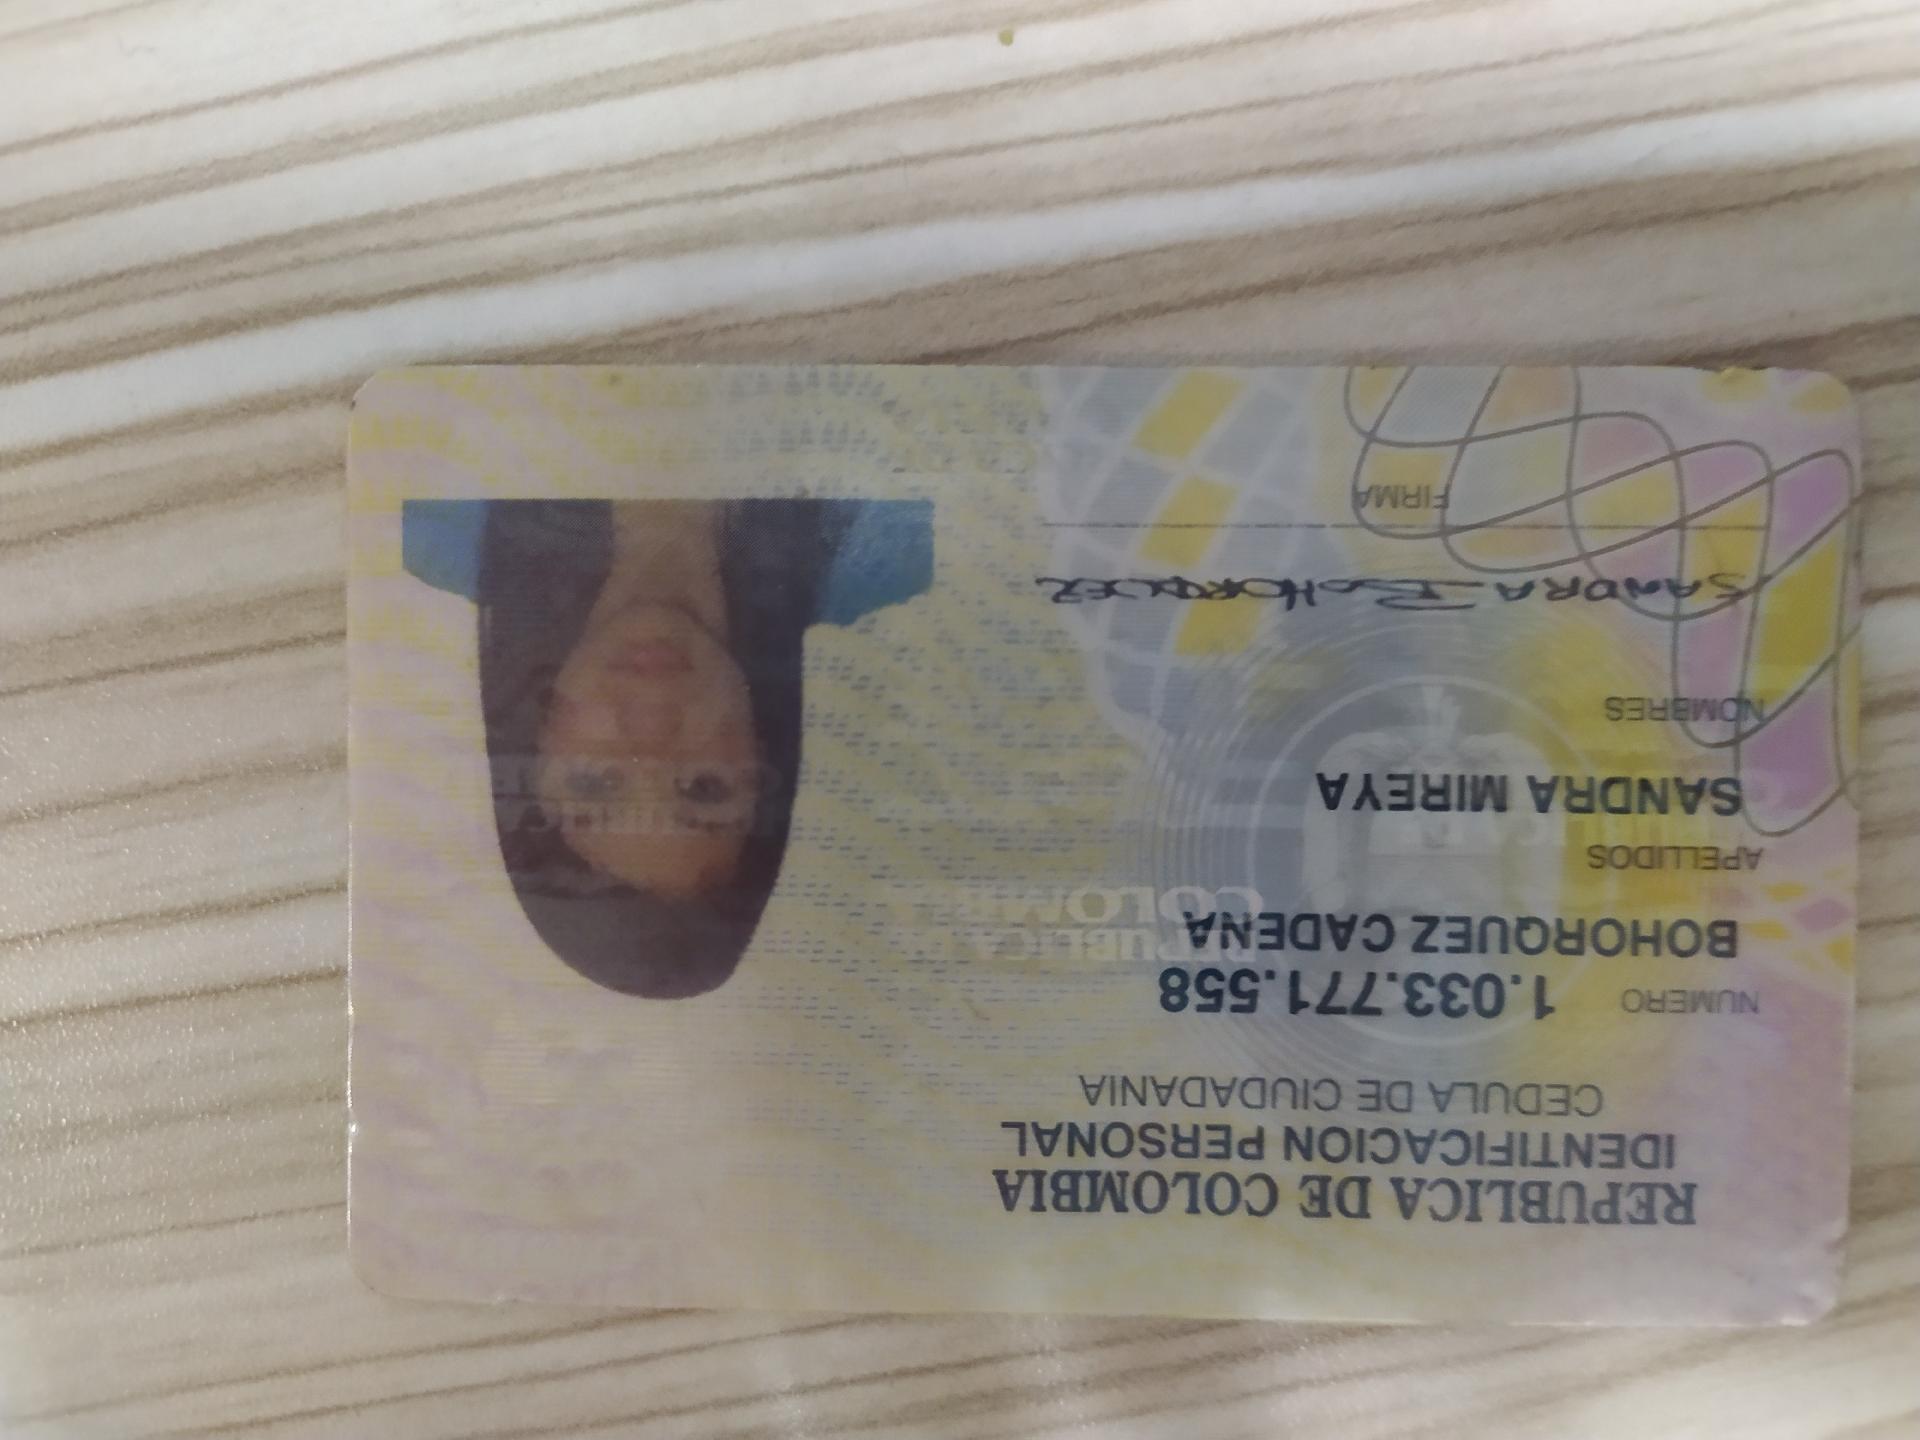 REPUBLICA DE COLOMBIA
IDENTIFICACION PERSONAL
CEDULA DE CIUDADANIA
NUMERO 1.033.771.558
BOHORQUEZ CADENA
APELLIDOS
SANDRA MIREYA
NOMBRES
SANDRA BOHORQUEZ
FIRMA
REPUBLICA DE
COLOMB